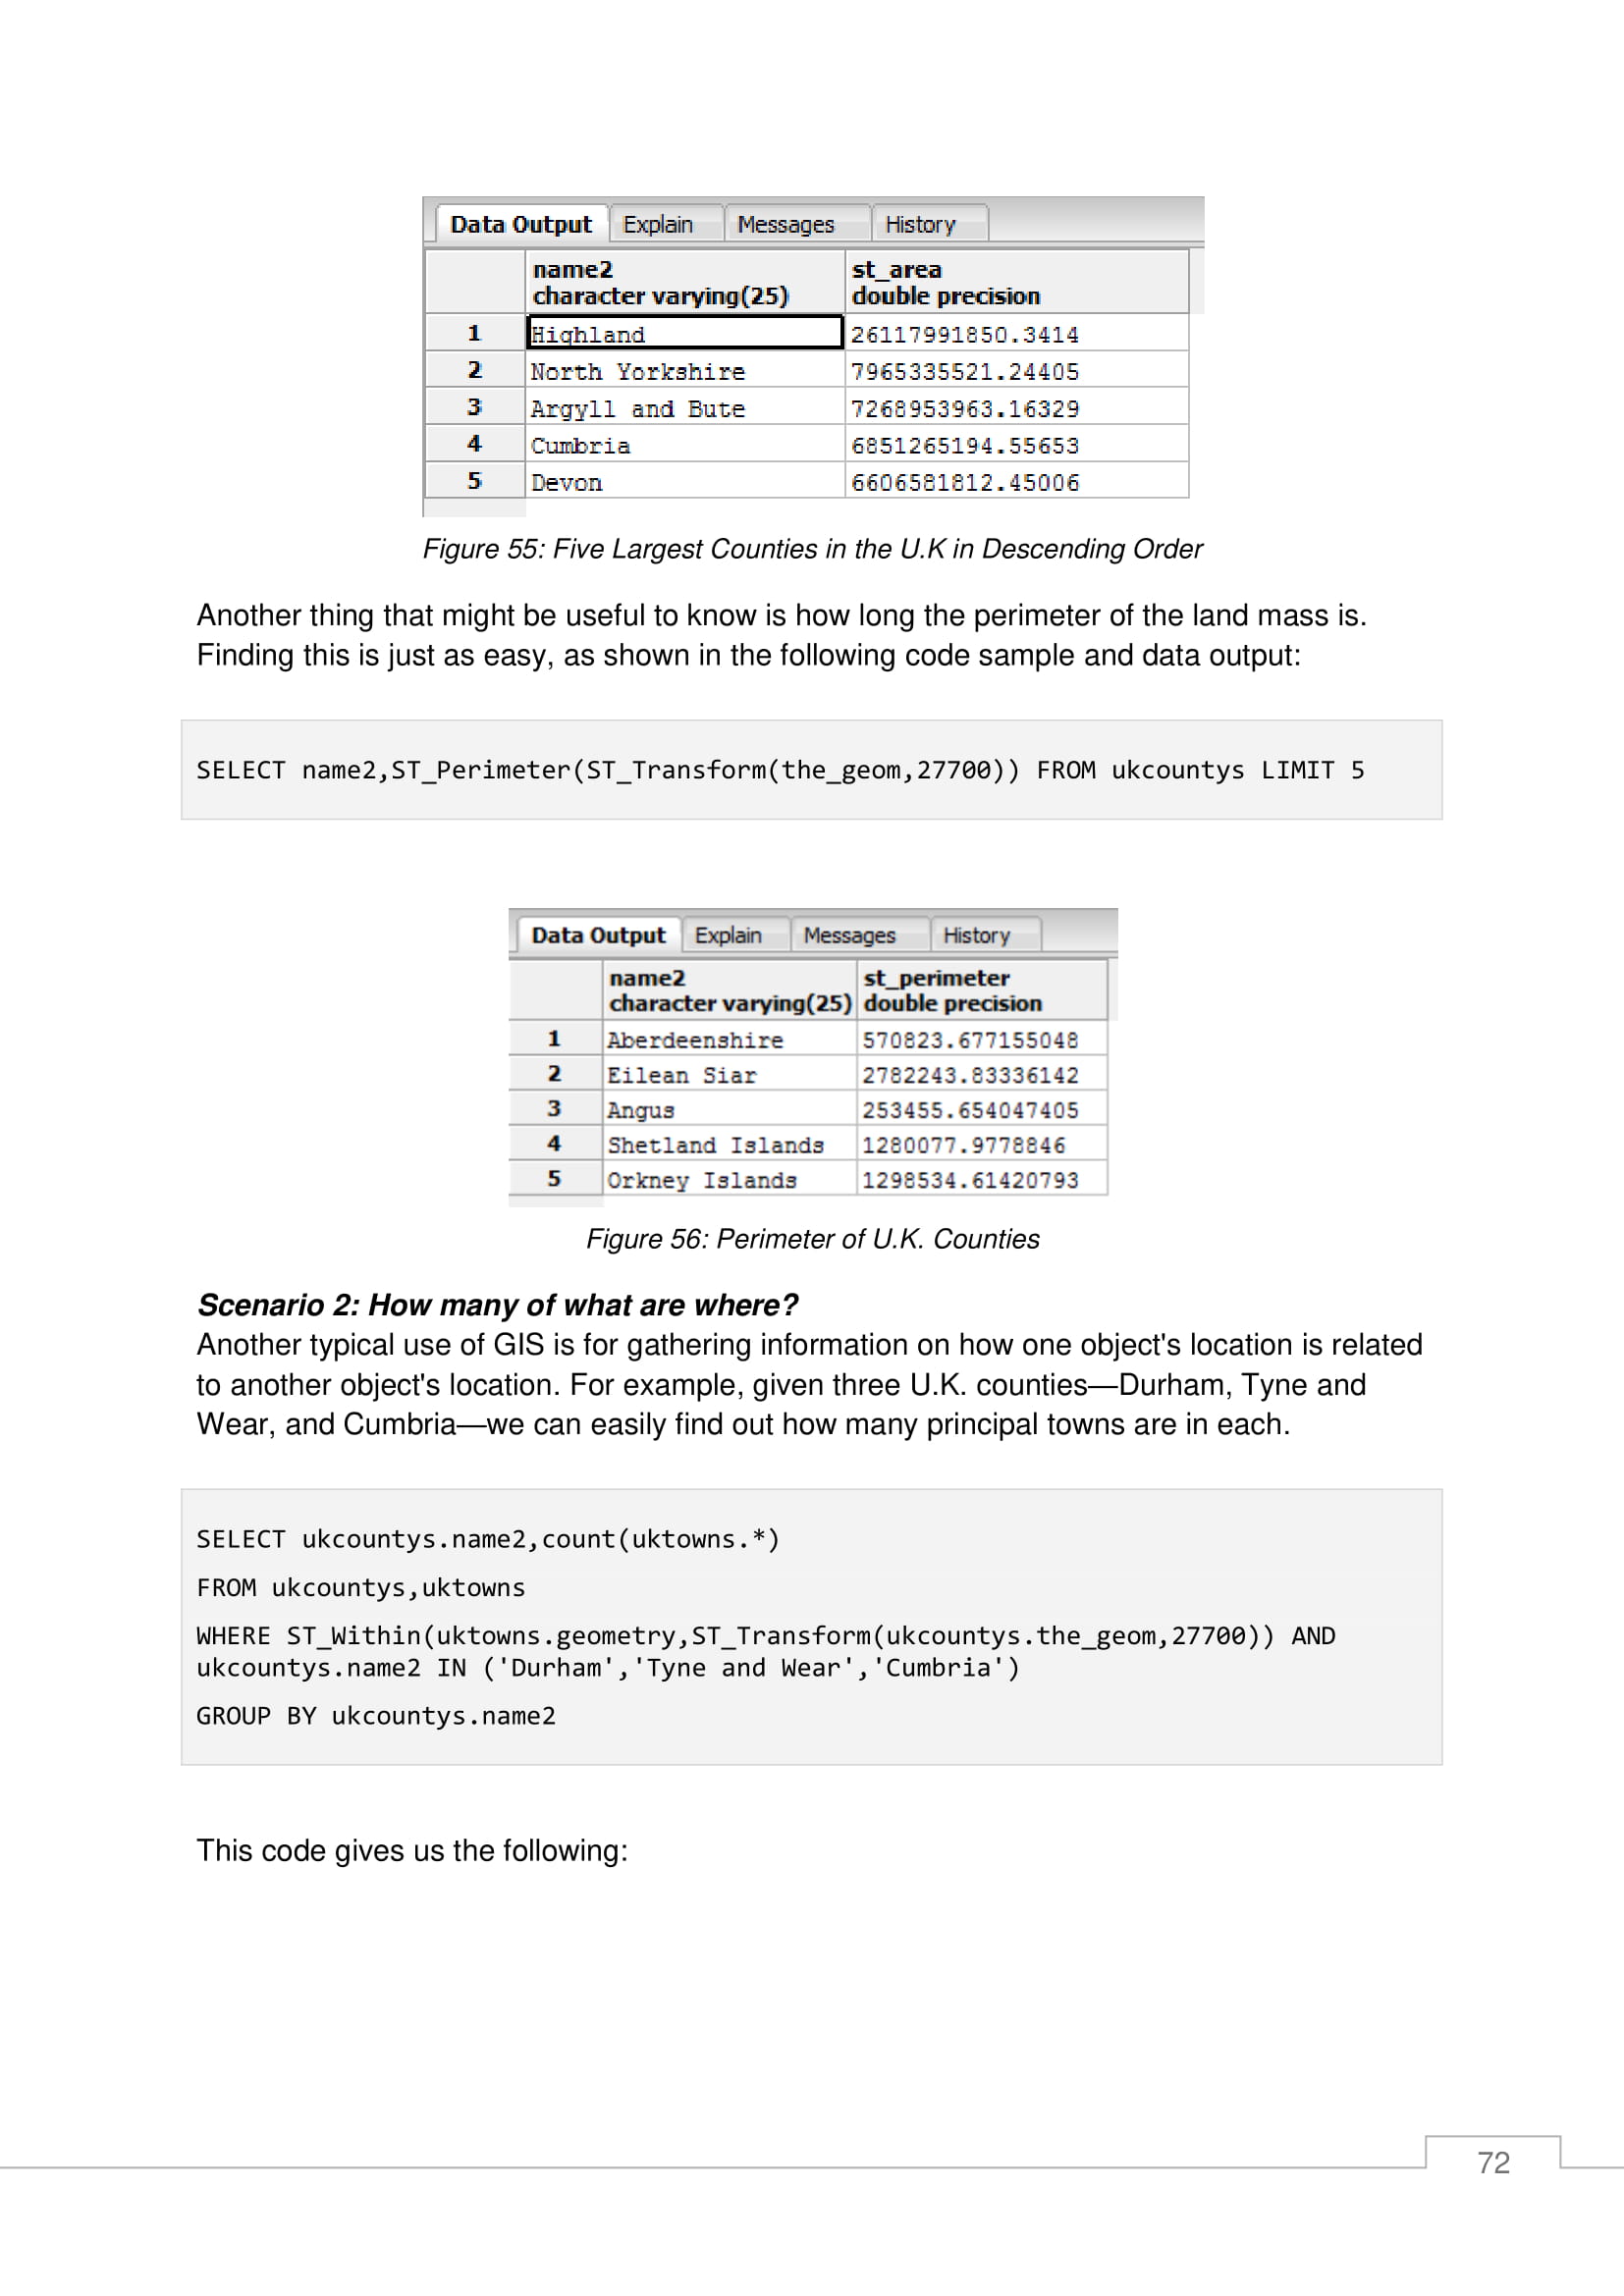 Data Output Explain Messages History
name2 st_area
character varying(25) double precision
1 Highland 26117991850.3414
2 North Yorkshire 7965335521.24405
3 Argyll and Bute 7268953963.16329
4 Cumbria 6851265194.55653
5 Devon 6606581812.45006
Figure 55: Five Largest Counties in the U.K in Descending Order
Another thing that might be useful to know is how long the perimeter of the land mass is.
Finding this is just as easy, as shown in the following code sample and data output:
SELECT name2,ST_Perimeter(ST_Transform(the_geom,27700)) FROM ukcountys LIMIT 5
Data Output Explain Messages History
name2 st_perimeter
character varying(25) double precision
1 Aberdeenshire 570823.677155048
2 Eilean Siar 2782243.83336142
3 Angus 253455.654047405
4 Shetland Islands 1280077.9778846
5 Orkney Islands 1298534.61420793
Figure 56: Perimeter of U.K. Counties
Scenario 2: How many of what are where?
Another typical use of GIS is for gathering information on how one object's location is related
to another object's location. For example, given three U.K. counties—Durham, Tyne and
Wear, and Cumbria—we can easily find out how many principal towns are in each.
SELECT ukcountys.name2,count(uktowns.*)
FROM ukcountys,uktowns
WHERE ST_Within(uktowns.geometry,ST_Transform(ukcountys.the_geom,27700)) AND
ukcountys.name2 IN ('Durham','Tyne and Wear','Cumbria')
GROUP BY ukcountys.name2
This code gives us the following:
72